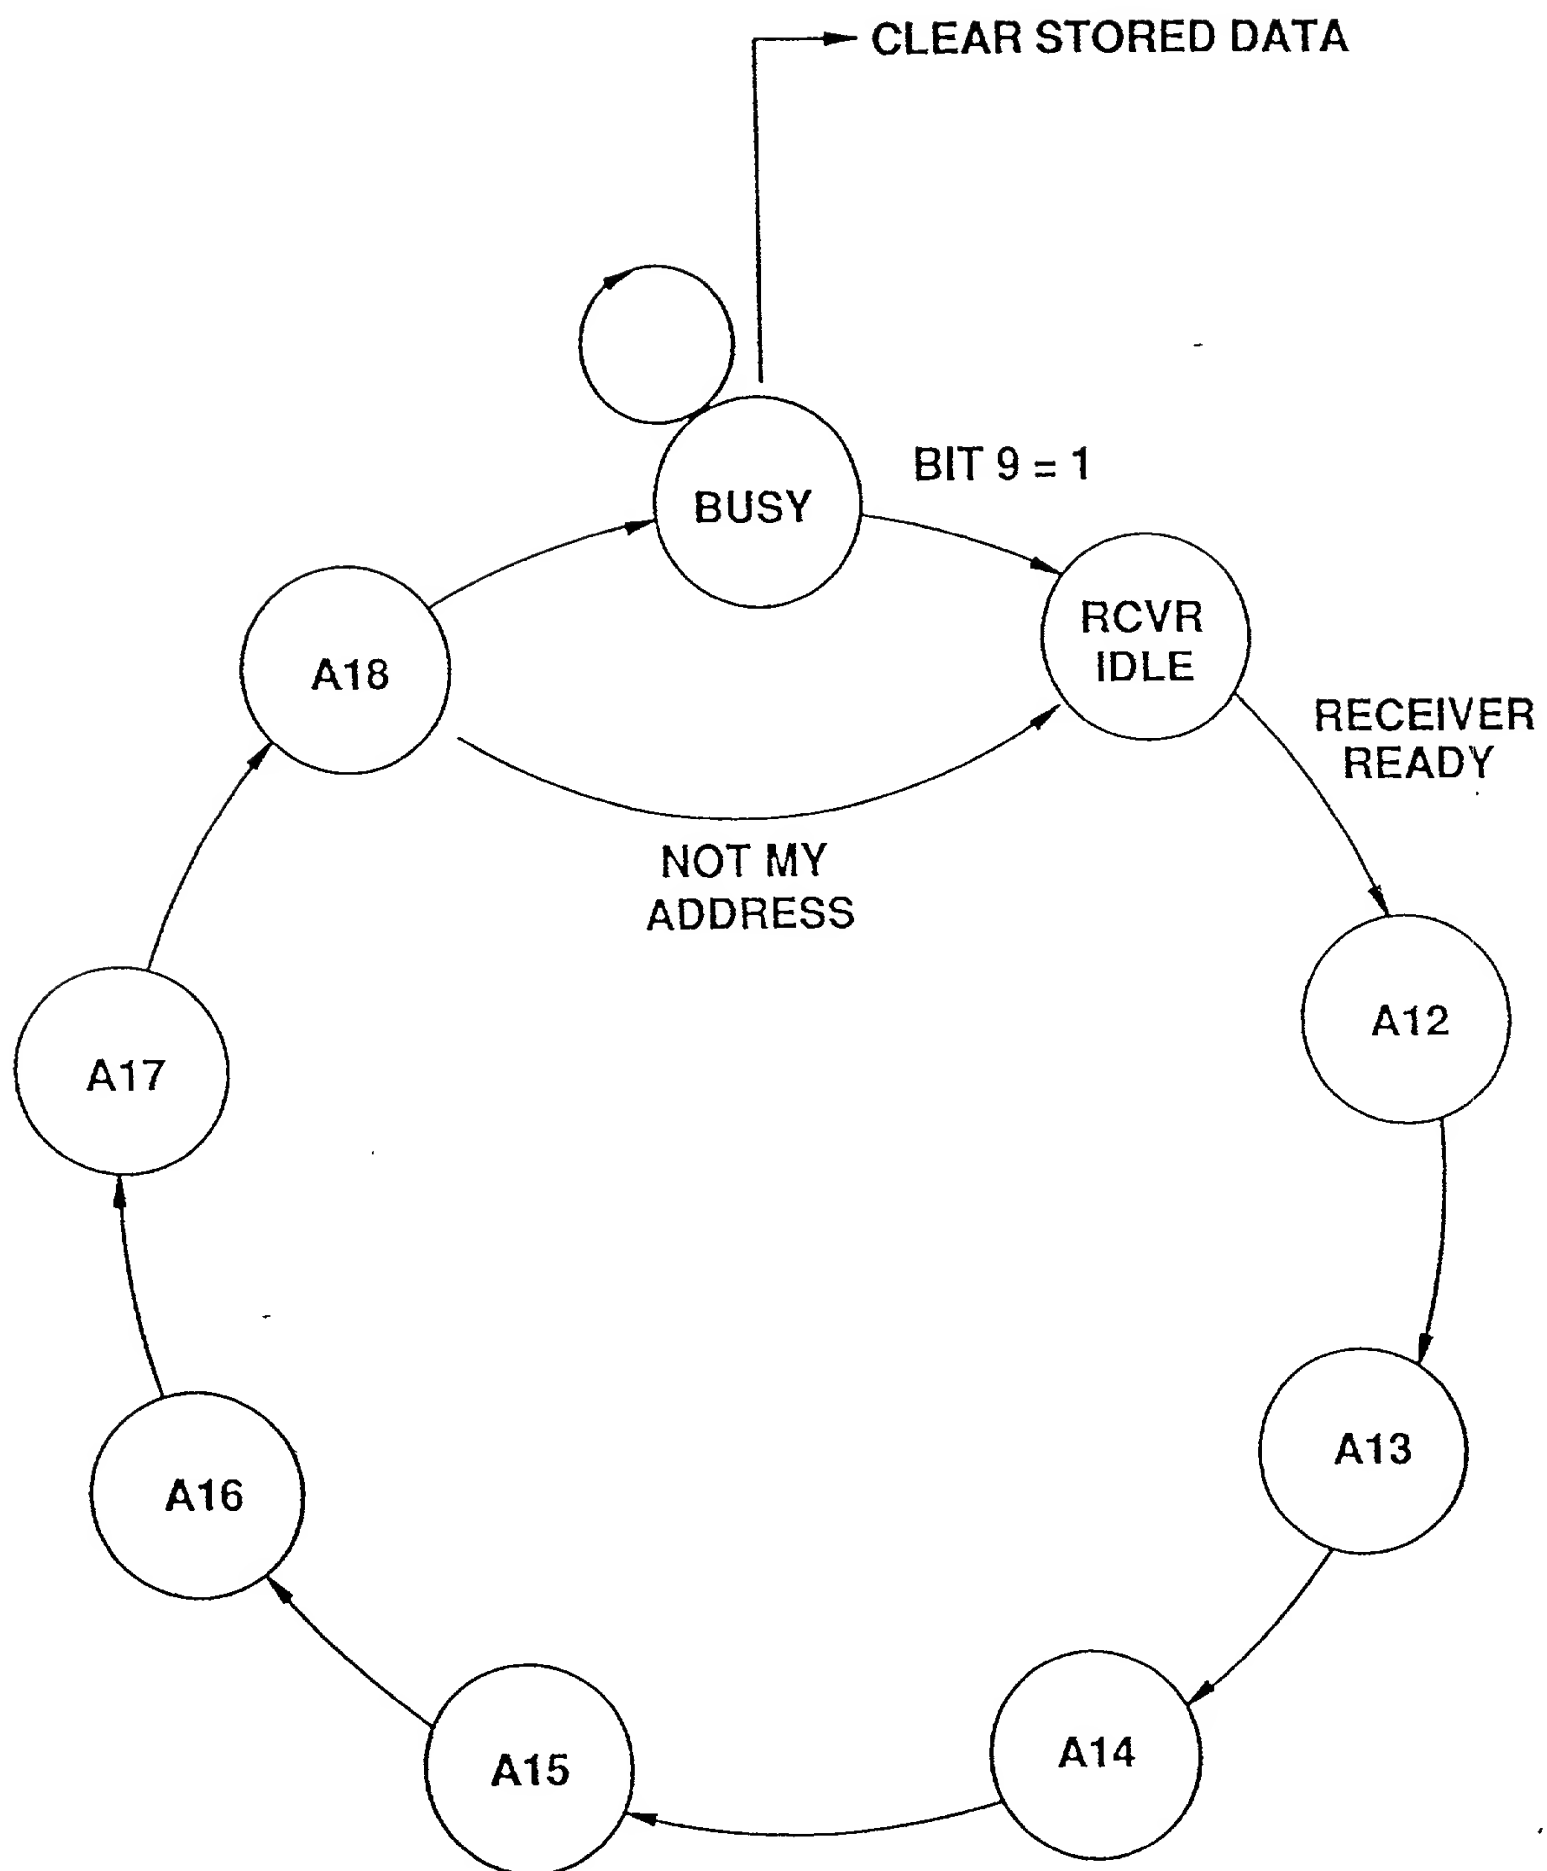 CLEAR STORED DATA
BIT 9 = 1
BUSY
RCVR
IDLE
A18
RECEIVER
READY
NOT MY
ADDRESS
A12
A17
A13
A16
A14
A15